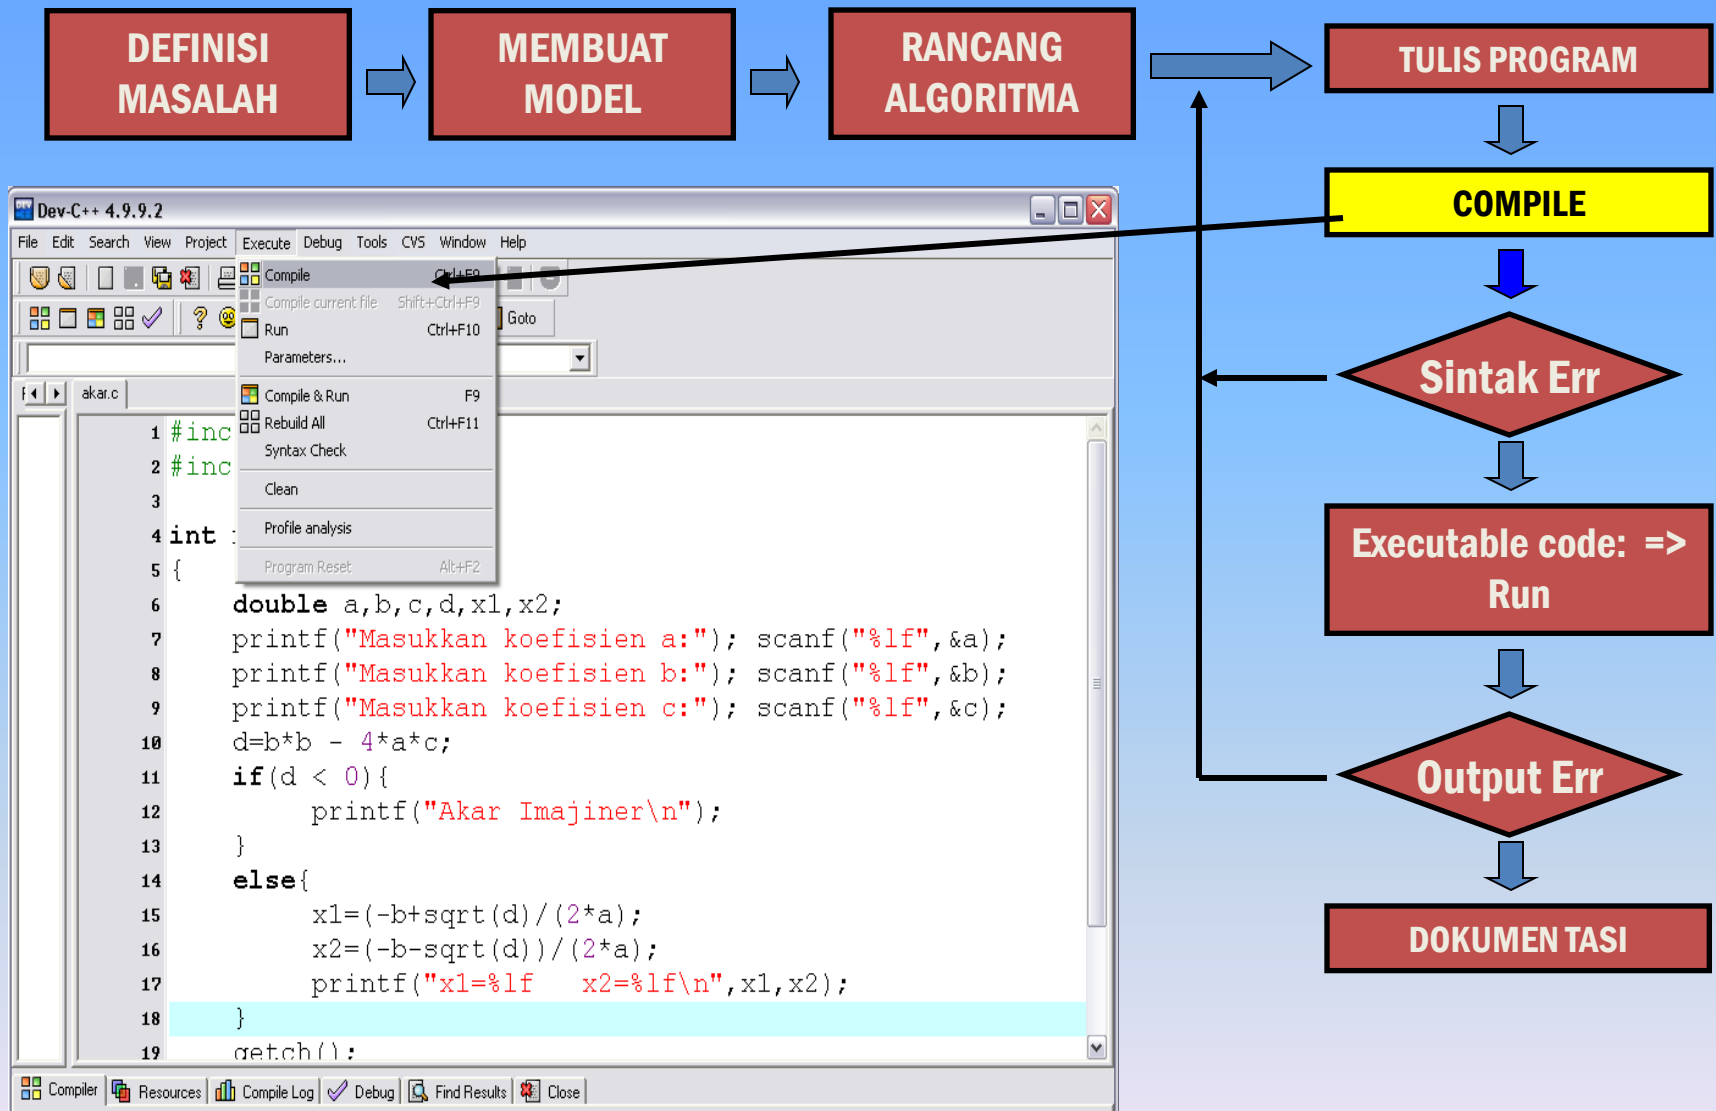 DEFINISI
MASALAH
MEMBUAT
MODEL
RANCANG
ALGORITMA
TULIS PROGRAM
COMPILE
Sintak Err
Executable code: =>
Run
Output Err
DOKUMEN TASI
Dev-C++ 4.9.9.2
File Edit Search View Project Execute Debug Tools CVS Window Help
Compile Ctrl+F9
Compile current file Shift+Ctrl+F9
Run Ctrl+F10
Parameters...
Compile & Run F9
Rebuild All Ctrl+F11
Syntax Check
Clean
Profile analysis
Program Reset Alt+F2
Goto
akar.c
1 #inc
2 #inc
3
4 int
5 {
6 double a,b,c,d,x1,x2;
7 printf("Masukkan koefisien a:"); scanf("%lf",&a);
8 printf("Masukkan koefisien b:"); scanf("%lf",&b);
9 printf("Masukkan koefisien c:"); scanf("%lf",&c);
10 d=b*b - 4*a*c;
11 if(d < 0){
12 printf("Akar Imajiner\n");
13 }
14 else{
15 x1=(-b+sqrt(d)/(2*a);
16 x2=(-b-sqrt(d))/(2*a);
17 printf("x1=%lf x2=%lf\n",x1,x2);
18 }
19 getch();
Compiler Resources Compile Log Debug Find Results Close